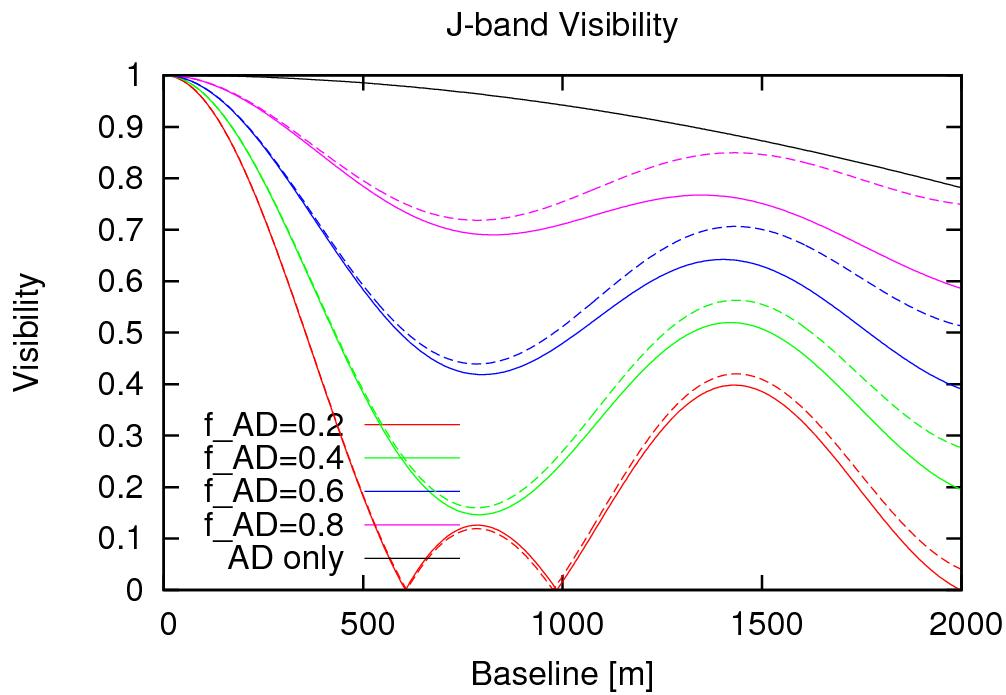 J-band Visibility
1
0.9
0.8
0.7
0.6
0.5
0.4
0.3
0.2
0.1
0
Visibility
f_AD=0.2
f_AD=0.4
f_AD=0.6
f_AD=0.8
AD only
0 500 1000 1500 2000
Baseline [m]